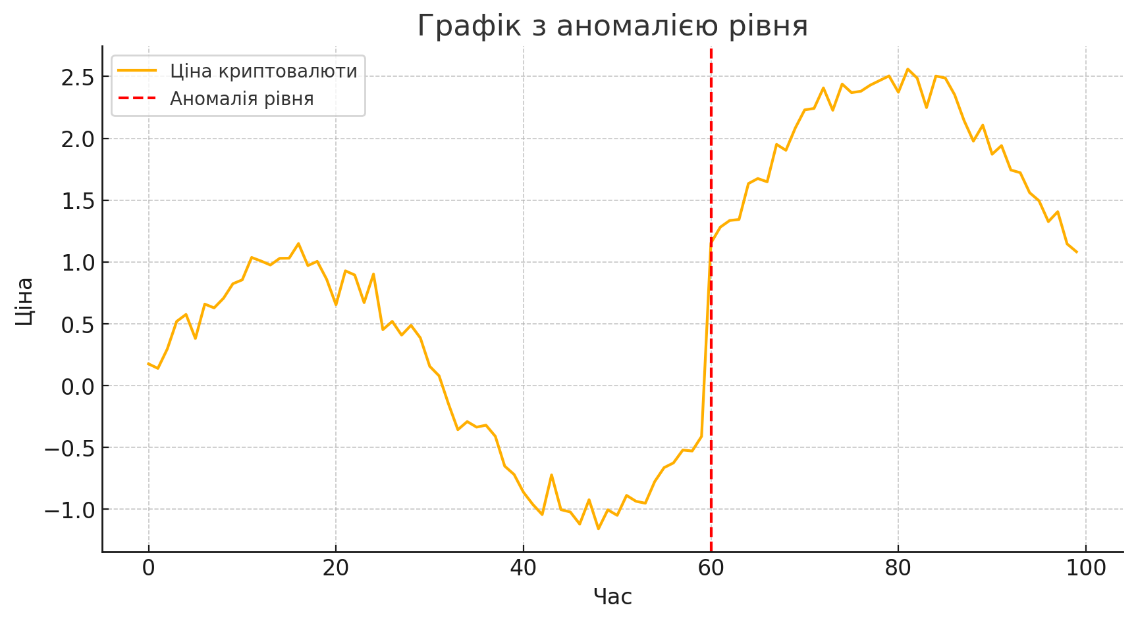 Графік з аномалією рівня
Ціна криптовалюти
Аномалія рівня
Ціна
2.5
2.0
1.5
1.0
0.5
0.0
−0.5
−1.0
0 20 40 60 80 100
Час